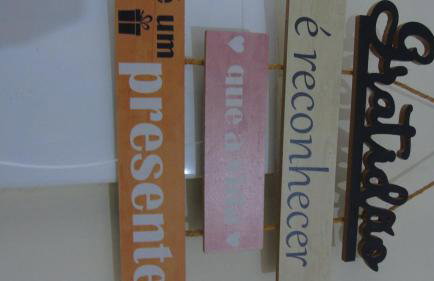 Gratidão
é reconhecer
que a vida
é um
presente